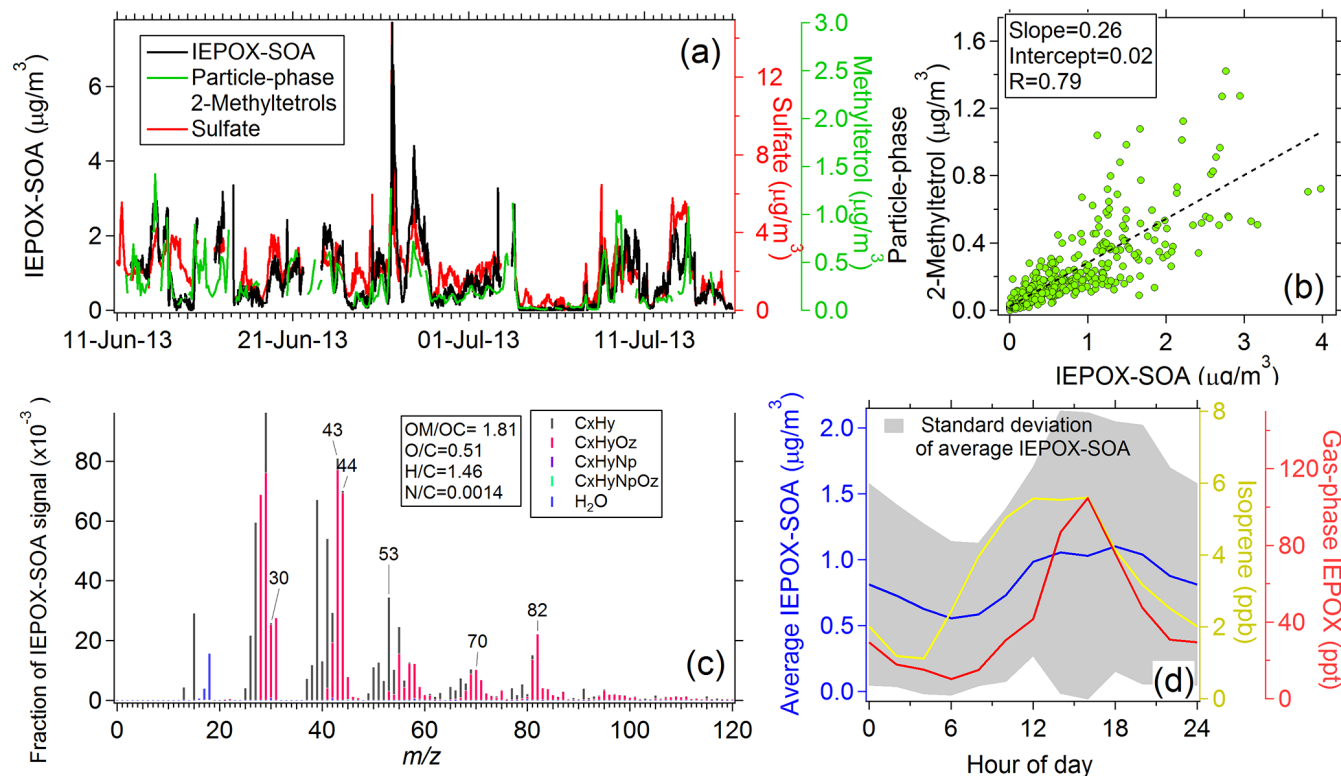 (a)
IEPOX-SOA
Particle-phase
2-Methyltetrols
Sulfate
IEPOX-SOA (μg/m³)
6
4
2
0
12
8
4
0
Sulfate (μg/m³)
3.0
2.5
2.0
1.5
1.0
0.5
0.0
Methyltetrol (μg/m³)
11-Jun-13
21-Jun-13
01-Jul-13
11-Jul-13
(b)
Slope=0.26
Intercept=0.02
R=0.79
Particle-phase
2-Methyltetrol (μg/m³)
1.6
1.2
0.8
0.4
0.0
0
1
2
3
4
IEPOX-SOA (μg/m³)
(c)
Fraction of IEPOX-SOA signal (x10⁻³)
80
60
40
20
0
OM/OC= 1.81
O/C=0.51
H/C=1.46
N/C=0.0014
CxHy
CxHyOz
CxHyNp
CxHyNpOz
H₂O
43
44
30
53
70
82
0
20
40
60
80
100
120
m/z
(d)
Standard deviation
of average IEPOX-SOA
Average IEPOX-SOA (μg/m³)
2.0
1.5
1.0
0.5
0.0
8
6
4
2
0
Isoprene (ppb)
120
80
40
0
Gas-phase IEPOX (ppt)
0
6
12
18
24
Hour of day